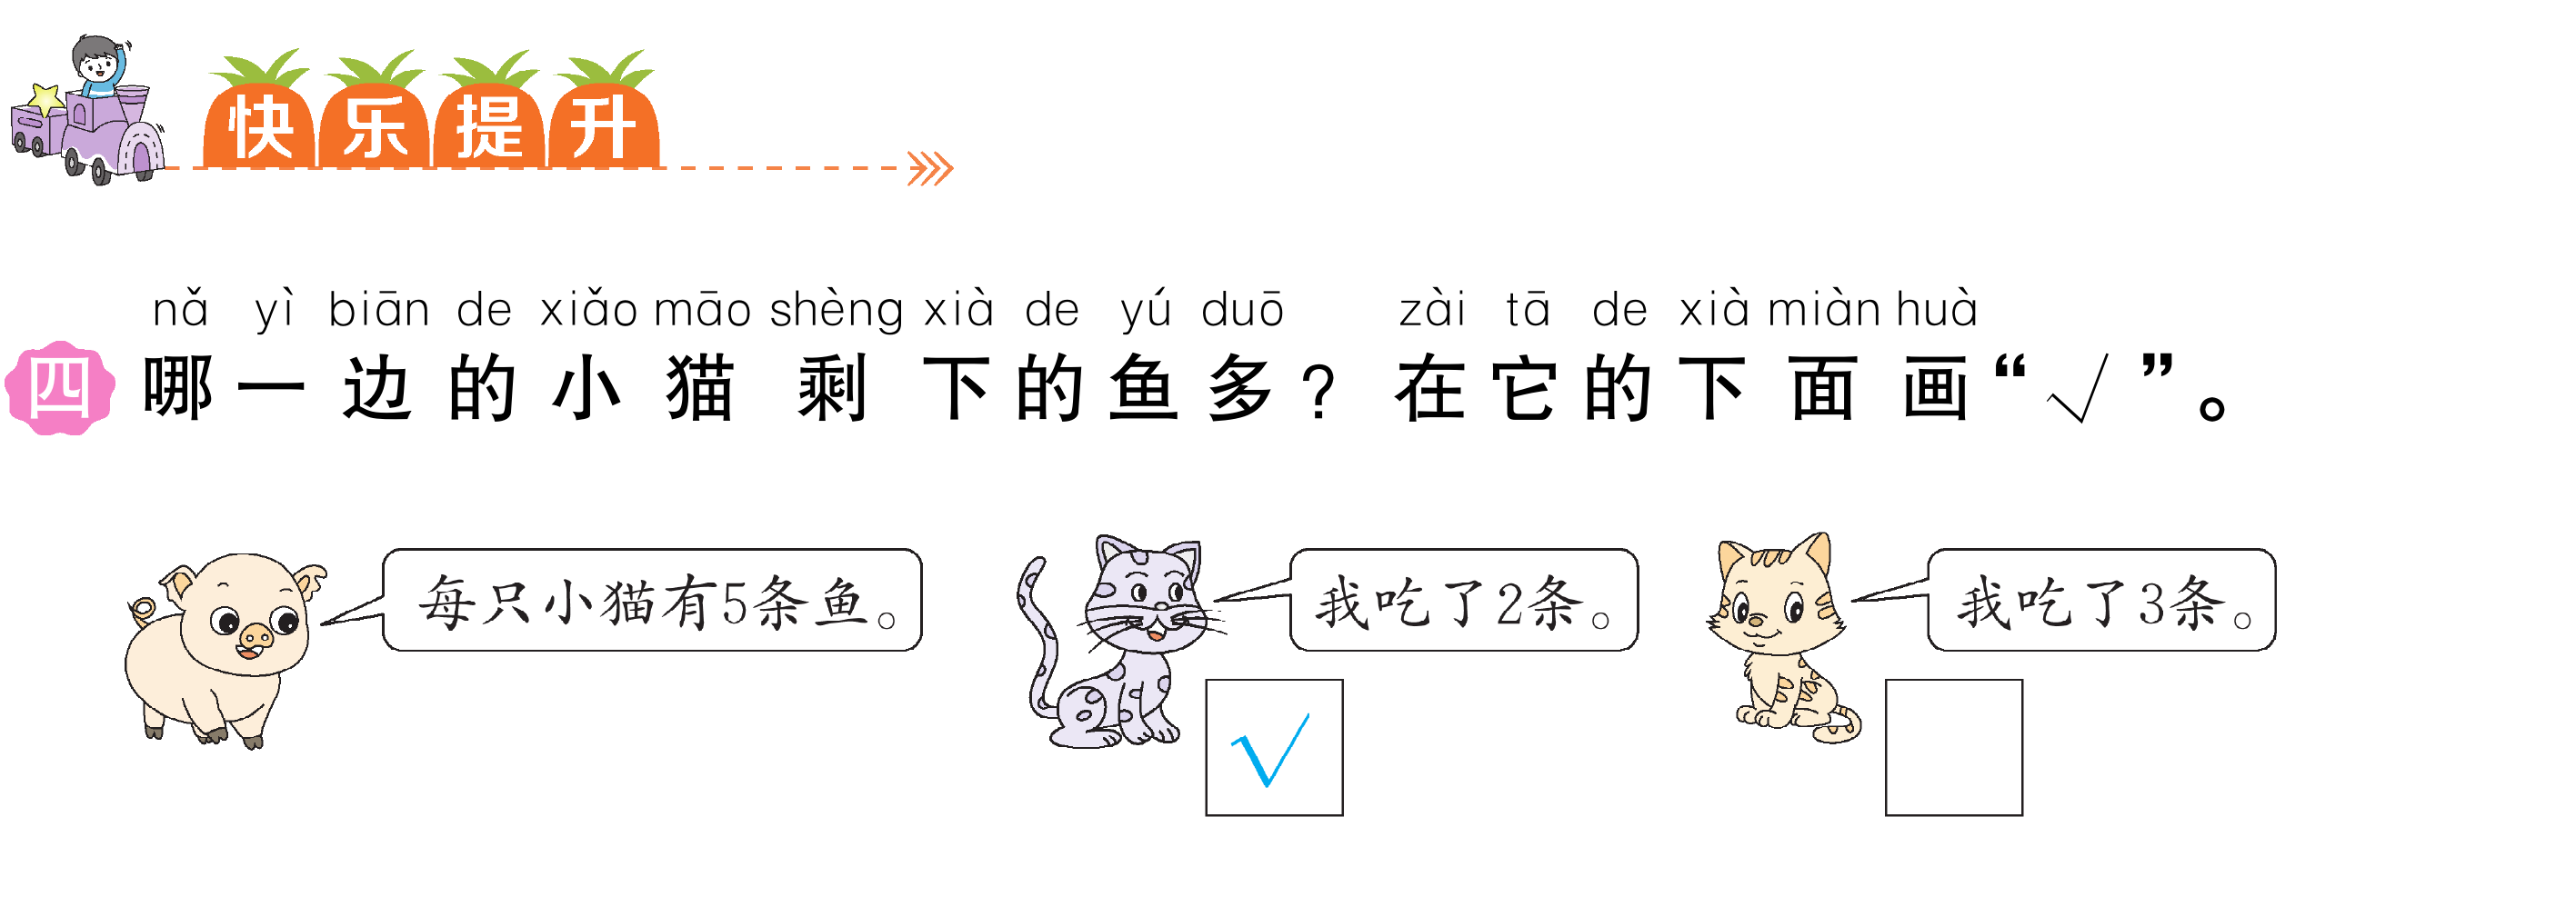 快乐提升
nǎ yì biān de xiǎo māo shèng xià de yú duō zài tā de xià miàn huà
四 哪一边的小猫剩下的鱼多？在它的下面画“√”。
每只小猫有5条鱼。 我吃了2条。 我吃了3条。
√